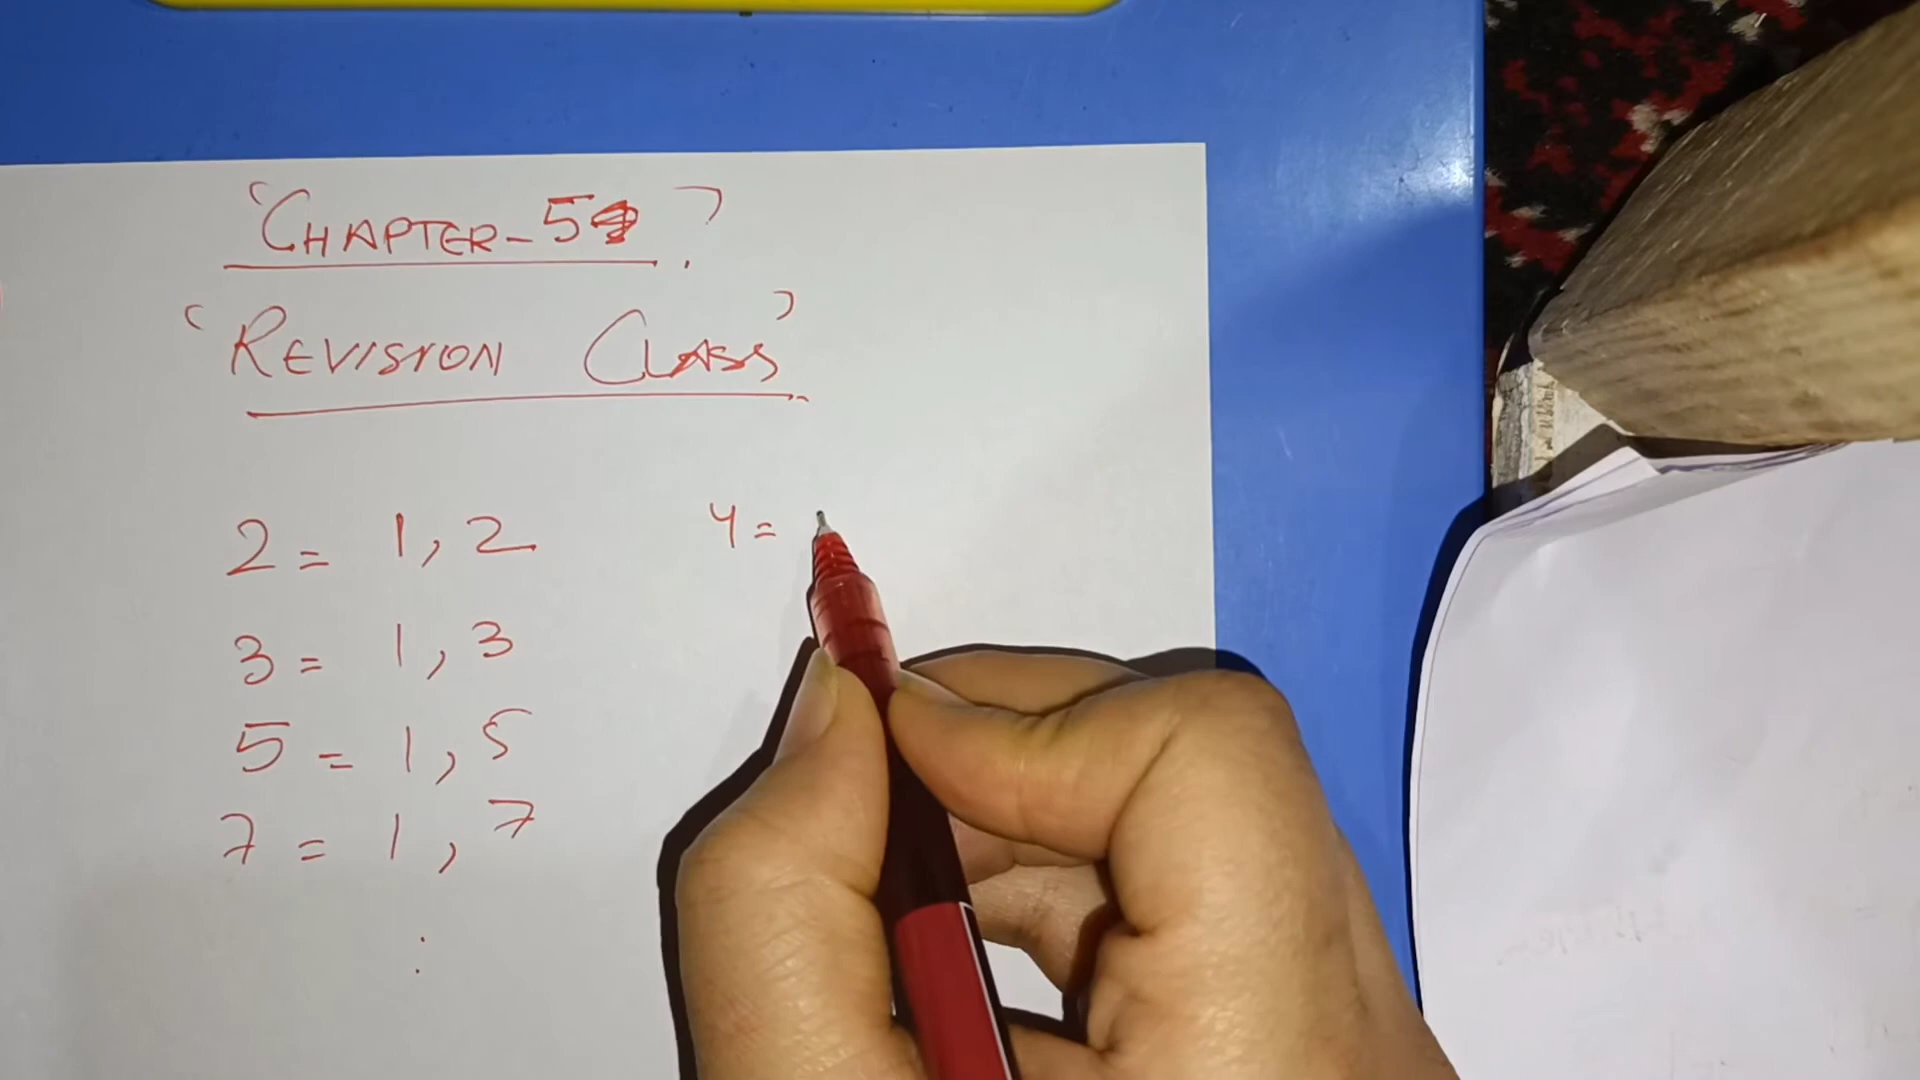 "CHAPTER-5"
"REVISION CLASS"
2 = 1, 2
4 =
3 = 1, 3
5 = 1, 5
7 = 1, 7
: